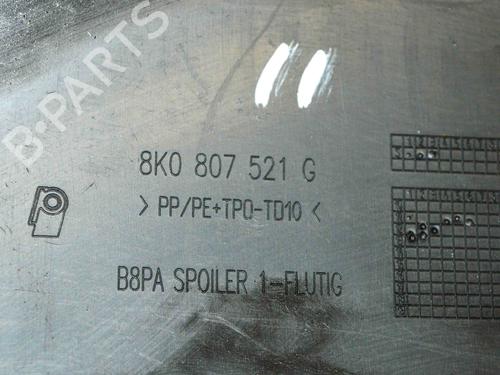 B-PARTS
8K0 807 521 G
> PP/PE+TPO-TD10 <
B8PA SPOILER 1-FLUTIG